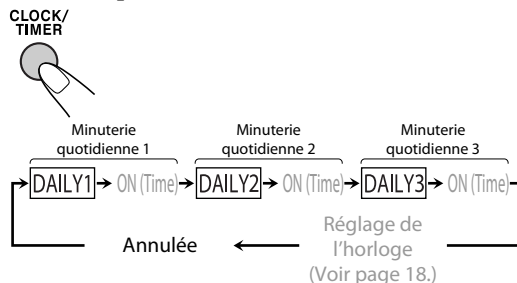 CLOCK/
TIMER
Minuterie
quotidienne 1
Minuterie
quotidienne 2
Minuterie
quotidienne 3
DAILY1 ON (Time) DAILY2 ON (Time) DAILY3 ON (Time)
Annulée
Réglage de
l'horloge
(Voir page 18.)